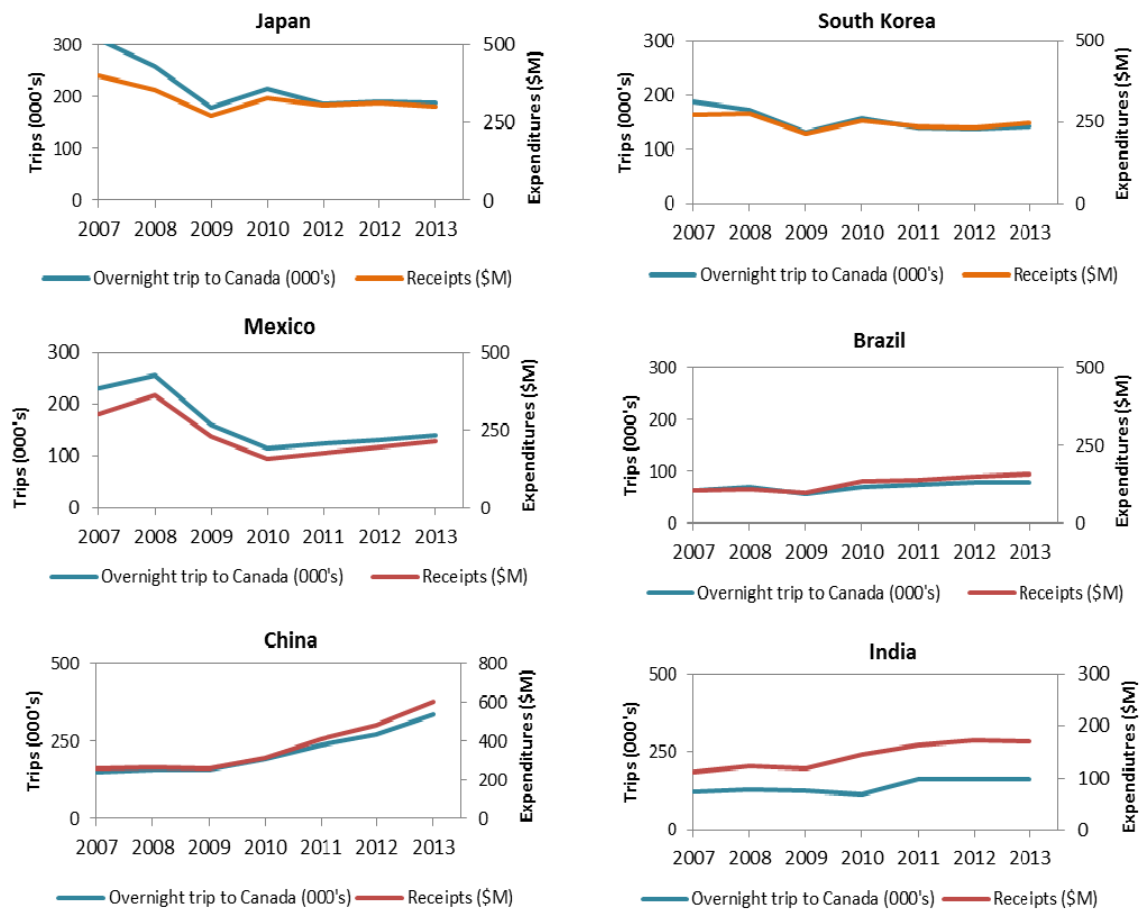 Japan
300
200
100
0
Trips (000's)
500
250
0
Expenditures ($M)
2007 2008 2009 2010 2012 2012 2013
Overnight trip to Canada (000's) Receipts ($M)
South Korea
300
200
100
0
Trips (000's)
500
250
0
Expenditures ($M)
2007 2008 2009 2010 2011 2012 2013
Overnight trip to Canada (000's) Receipts ($M)
Mexico
300
200
100
0
Trips (000's)
500
250
0
Expenditures ($M)
2007 2008 2009 2010 2011 2012 2013
Overnight trip to Canada (000's) Receipts ($M)
Brazil
300
200
100
0
Trips (000's)
500
250
0
Expenditures ($M)
2007 2008 2009 2010 2011 2012 2013
Overnight trip to Canada (000's) Receipts ($M)
China
500
250
0
Trips (000's)
800
600
400
200
0
Expenditures ($M)
2007 2008 2009 2010 2011 2012 2013
Overnight trip to Canada (000's) Receipts ($M)
India
500
250
0
Trips (000's)
300
200
100
0
Expendiutres ($M)
2007 2008 2009 2010 2011 2012 2013
Overnight trip to Canada (000's) Receipts ($M)